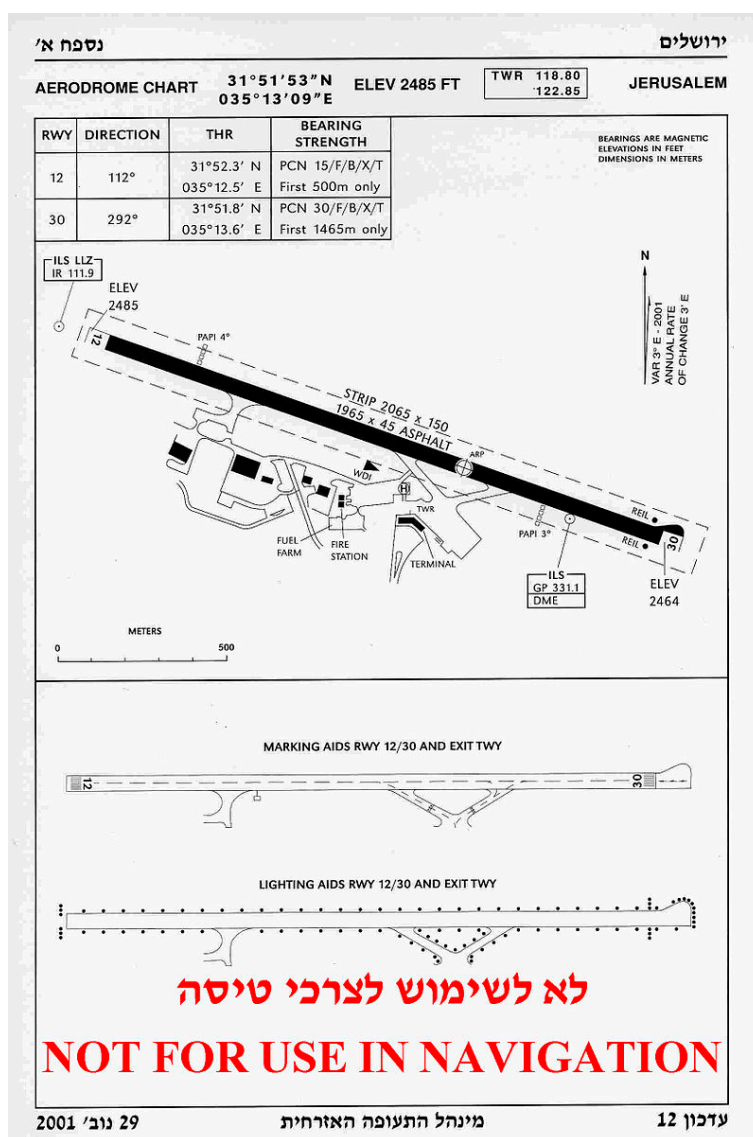 ירושלים
נספח א׳
AERODROME CHART
31°51'53"N
035°13'09"E
ELEV 2485 FT
TWR 118.80
122.85
JERUSALEM
RWY DIRECTION THR BEARING STRENGTH
12 112° 31°52.3' N PCN 15/F/B/X/T
035°12.5' E First 500m only
30 292° 31°51.8' N PCN 30/F/B/X/T
035°13.6' E First 1465m only
BEARINGS ARE MAGNETIC
ELEVATIONS IN FEET
DIMENSIONS IN METERS
ILS LLZ
IR 111.9
ELEV
2485
12
PAPI 4°
N
VAR 3° E - 2001
ANNUAL RATE
OF CHANGE 3' E
STRIP 2065 x 150
1965 x 45 ASPHALT
ARP
WDI
H
TWR
FUEL
FARM
FIRE
STATION
TERMINAL
PAPI 3°
REIL
REIL
30
ILS
GP 331.1
DME
ELEV
2464
METERS
0 500
MARKING AIDS RWY 12/30 AND EXIT TWY
12 30
LIGHTING AIDS RWY 12/30 AND EXIT TWY
לא לשימוש לצרכי טיסה
NOT FOR USE IN NAVIGATION
עדכון 12
מינהל התעופה האזרחית
29 נוב׳ 2001